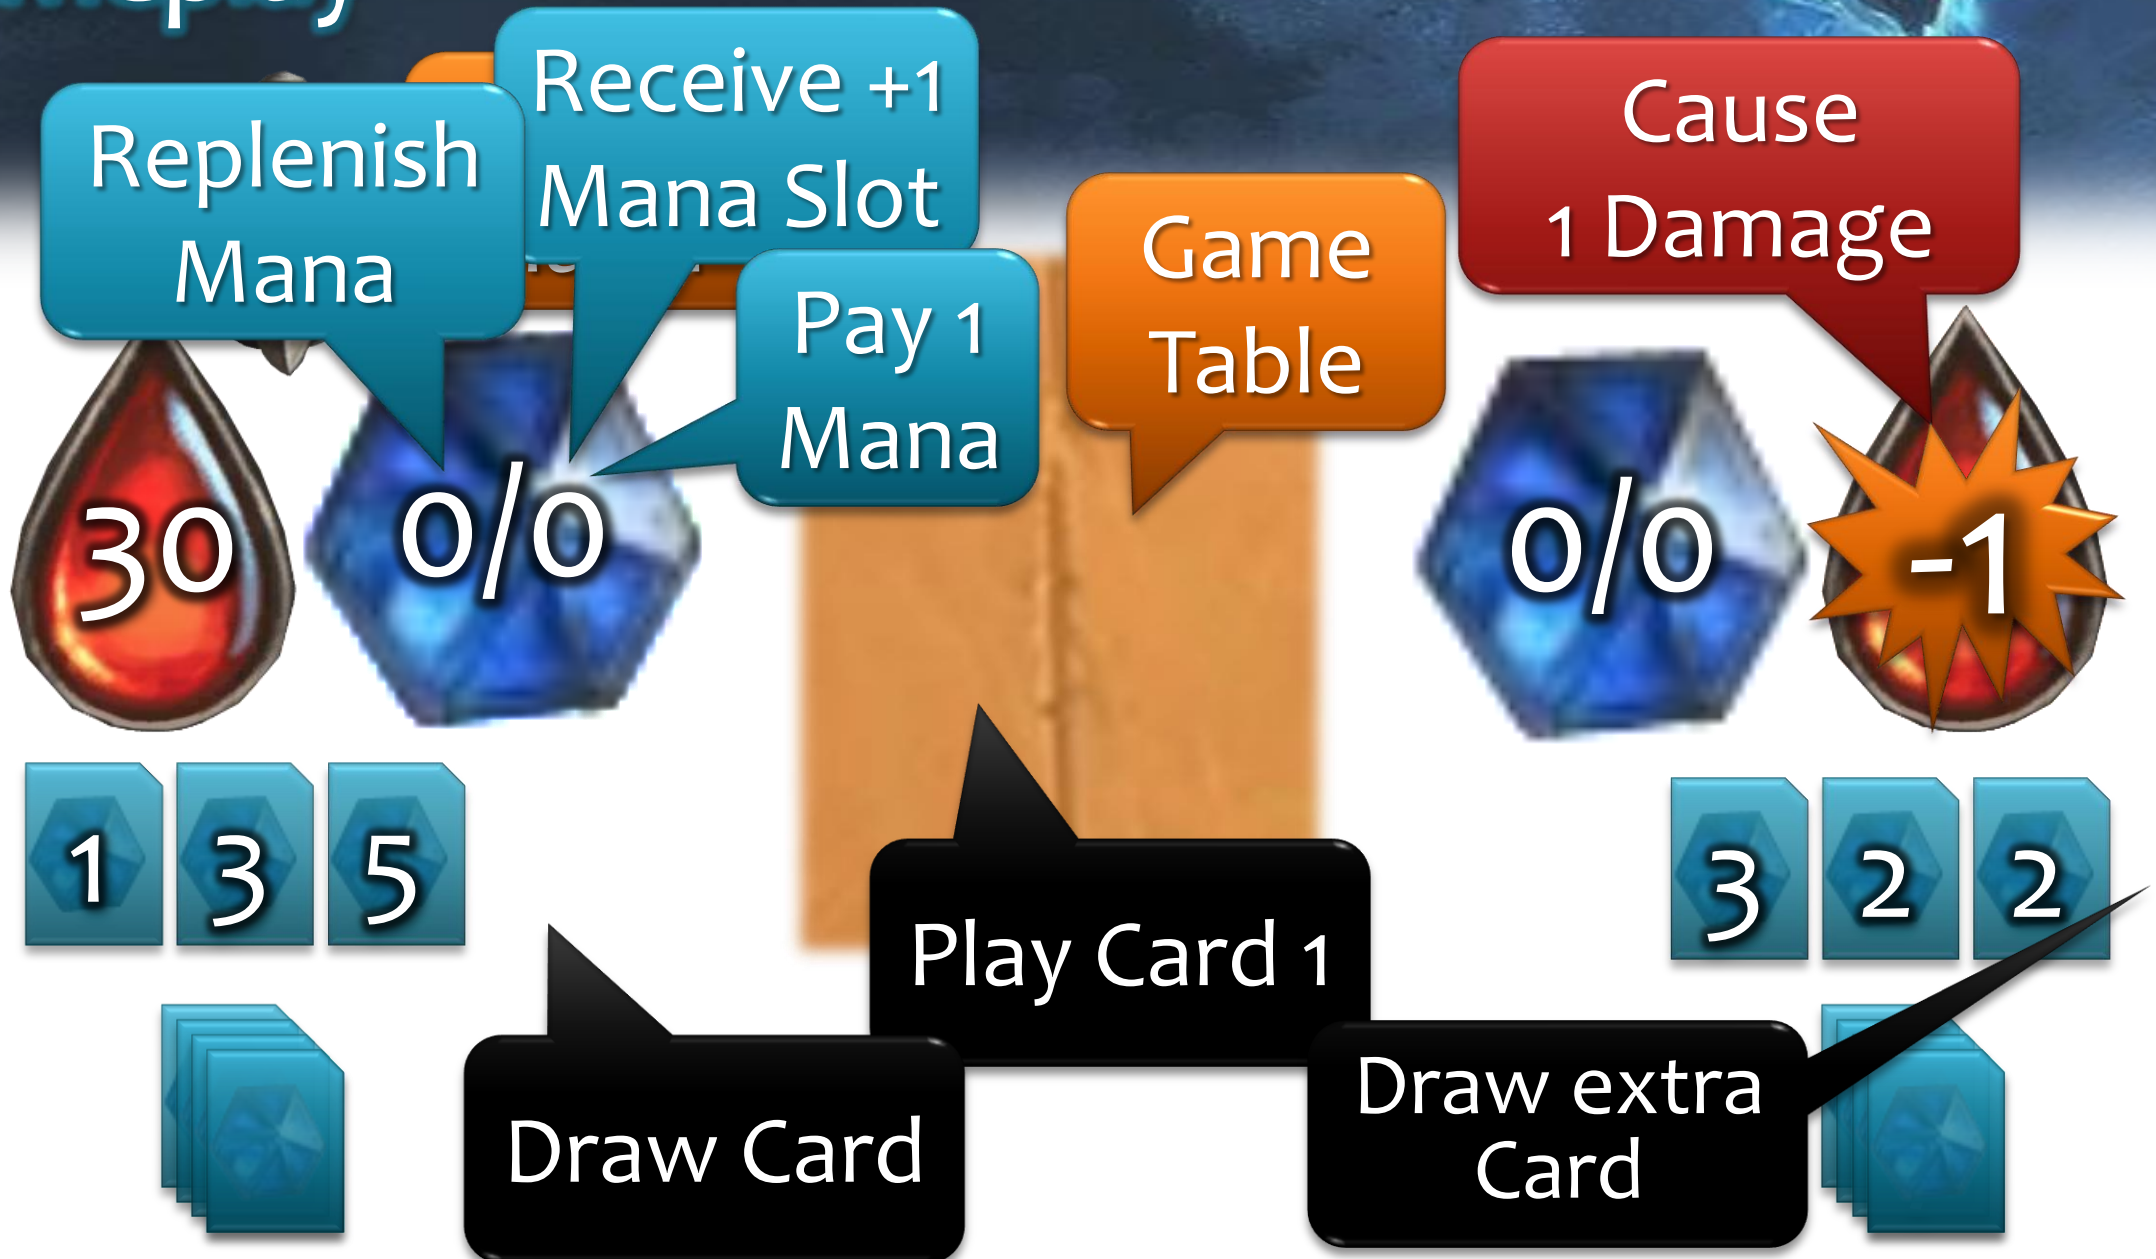 Receive +1
Mana Slot
Replenish
Mana
Cause
1 Damage
Game
Table
Pay 1
Mana
30
0/0
0/0
-1
1 3 5
3 2 2
Play Card 1
Draw Card
Draw extra
Card